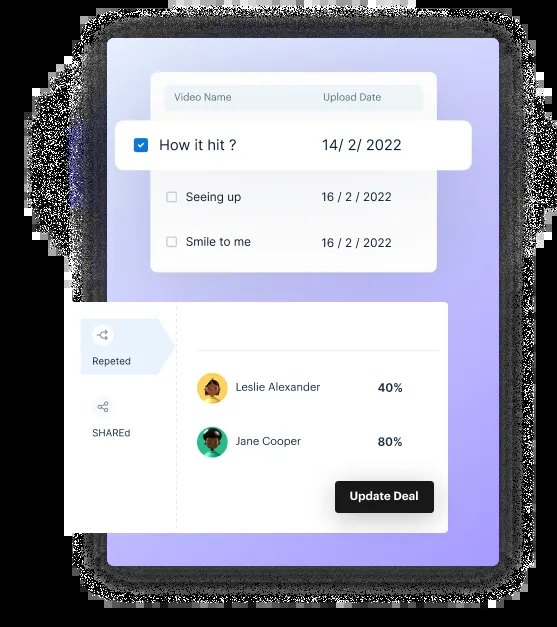 Video Name Upload Date
How it hit ? 14/ 2/ 2022
Seeing up 16 / 2 / 2022
Smile to me 16 / 2 / 2022
Repeted
Leslie Alexander 40%
SHAREd
Jane Cooper 80%
Update Deal